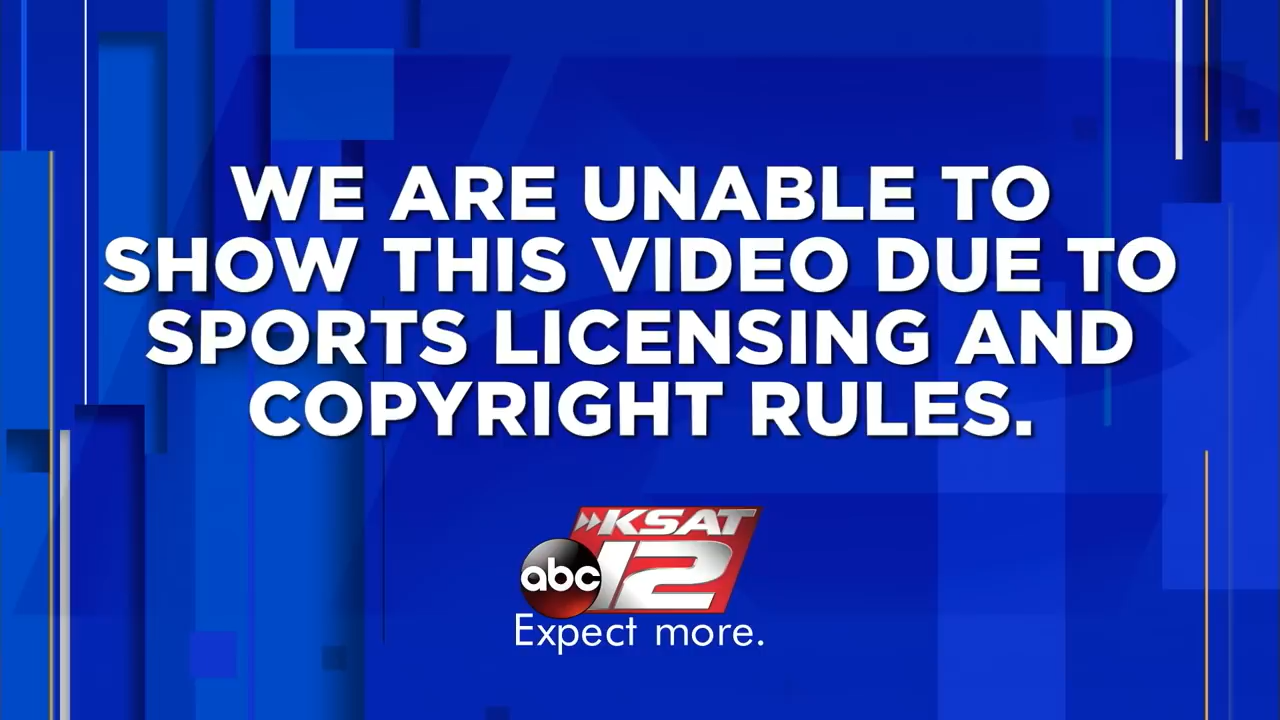 WE ARE UNABLE TO
SHOW THIS VIDEO DUE TO
SPORTS LICENSING AND
COPYRIGHT RULES.
KSAT
abc 12
Expect more.